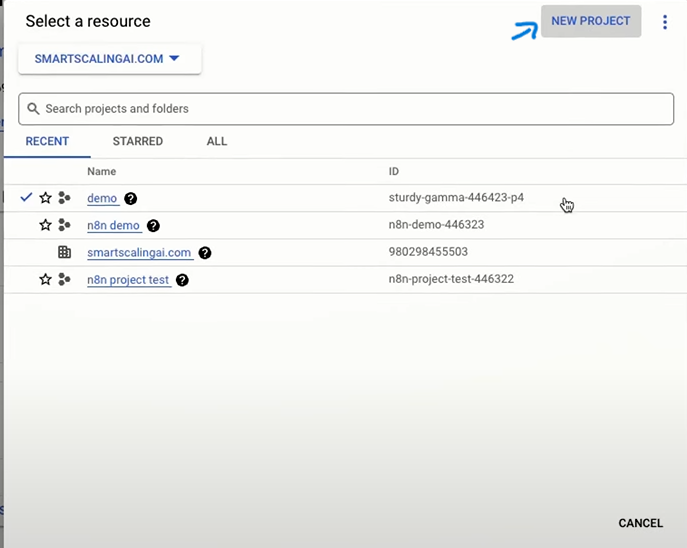 Select a resource
NEW PROJECT
SMARTSCALINGAI.COM
Search projects and folders
RECENT STARRED ALL
Name ID
demo sturdy-gamma-446423-p4
n8n demo n8n-demo-446323
smartscalingai.com 980298455503
n8n project test n8n-project-test-446322
CANCEL